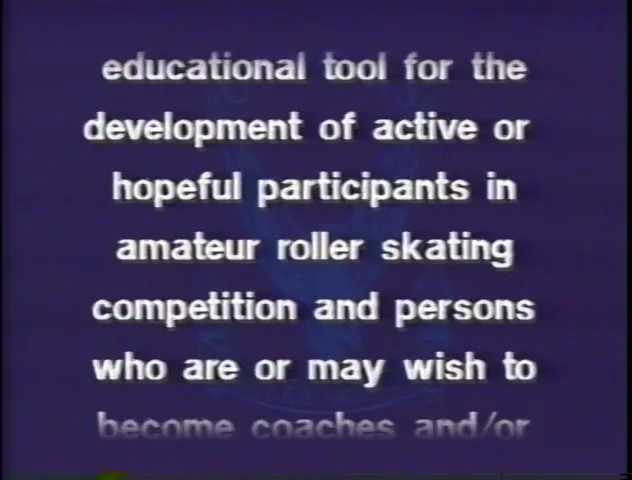 educational tool for the
development of active or
hopeful participants in
amateur roller skating
competition and persons
who are or may wish to
become coaches and/or